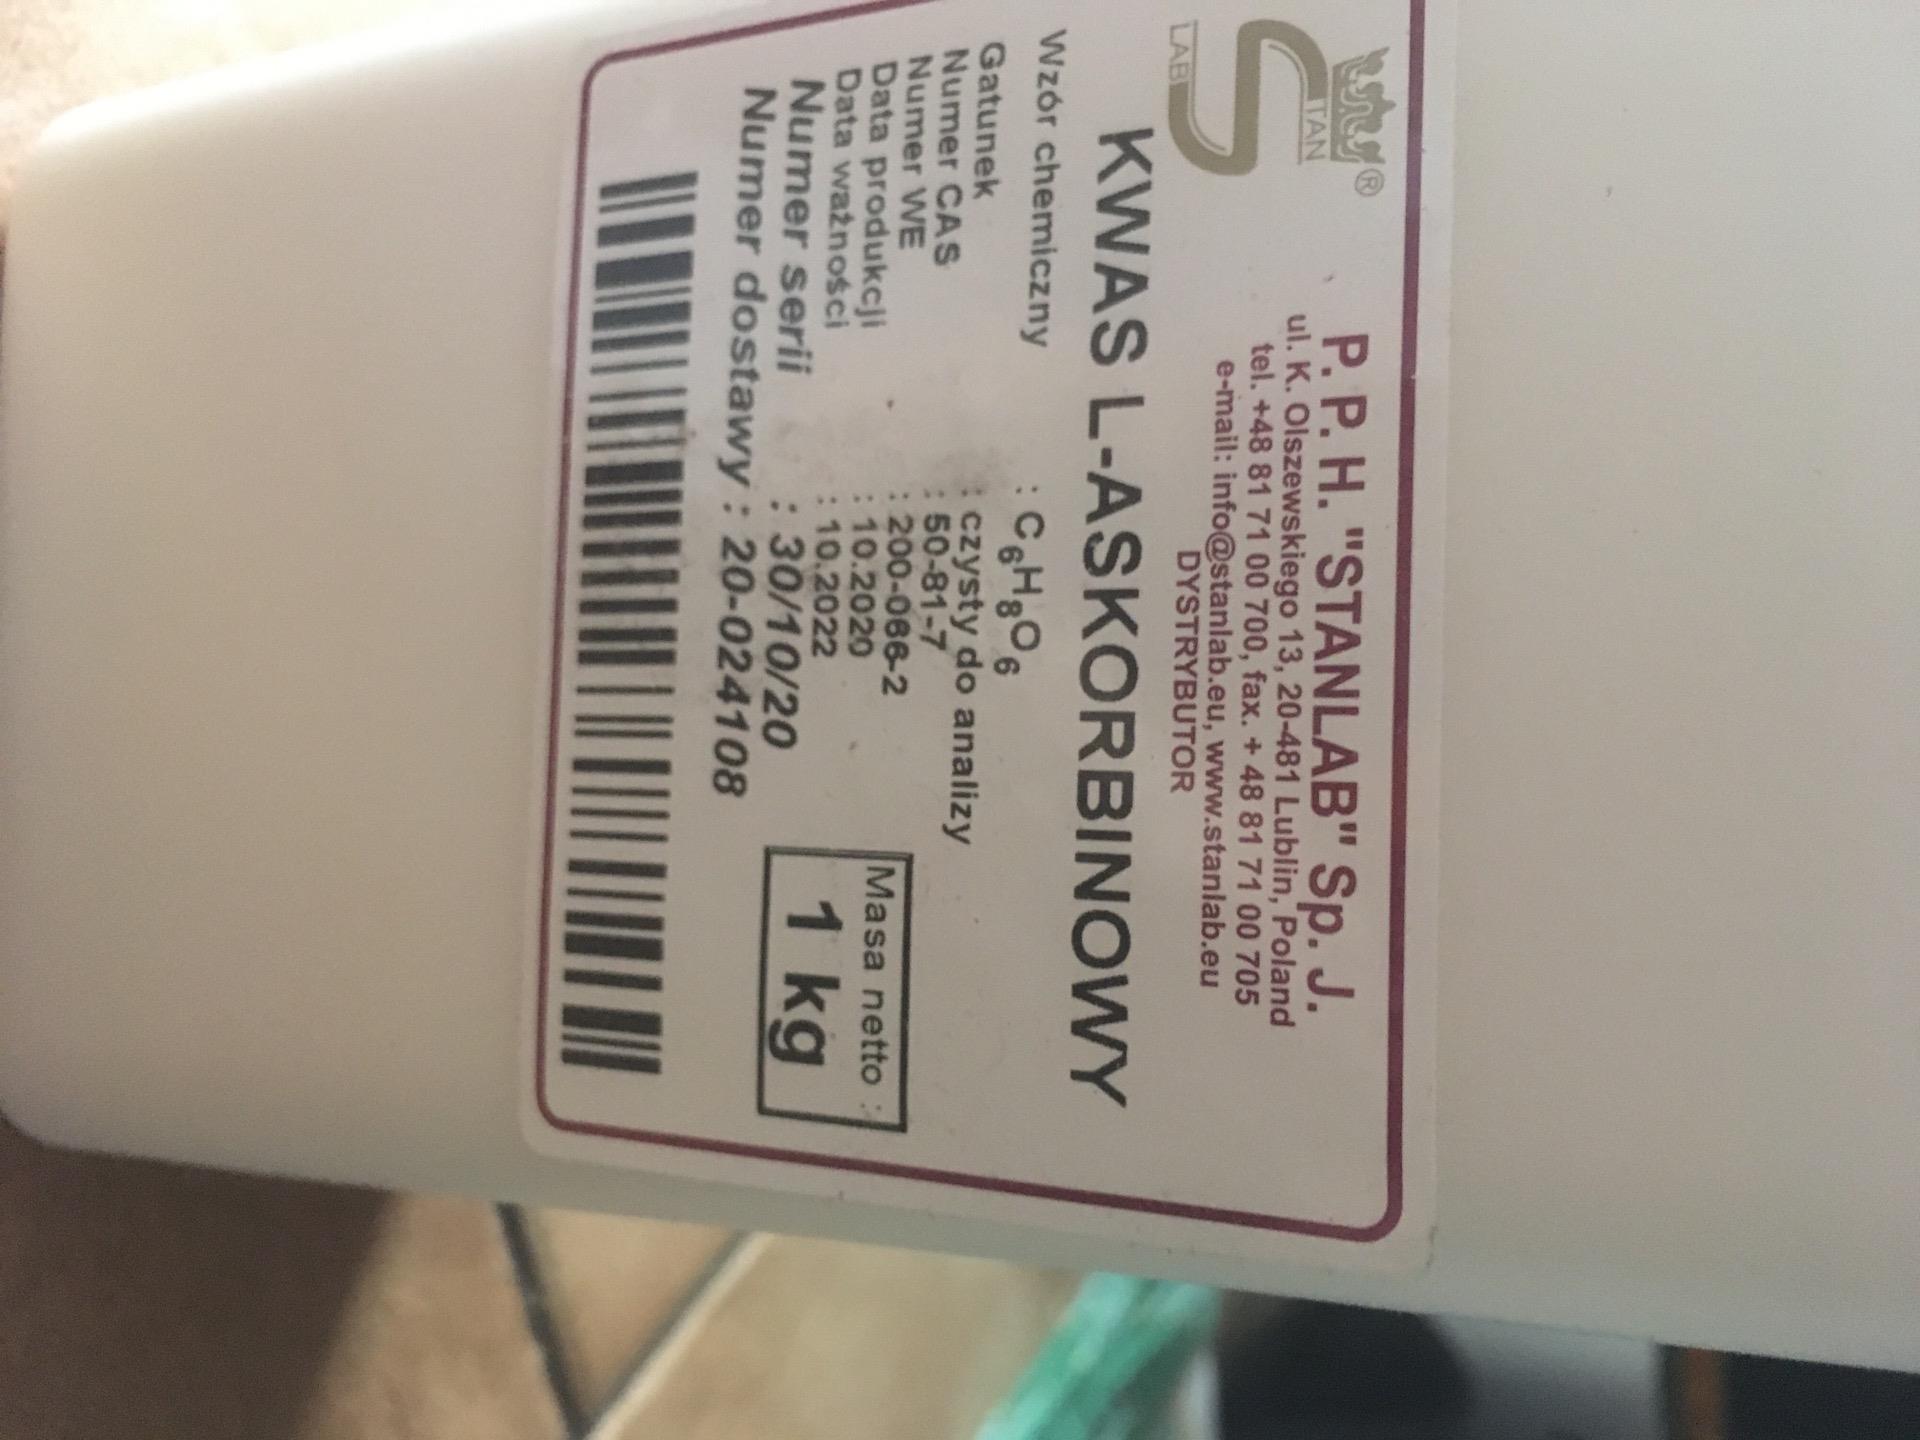 STAN
LAB
®
P. P. H. "STANLAB" Sp. J.
ul. K. Olszewskiego 13, 20-481 Lublin, Poland
tel. +48 81 71 00 700, fax. + 48 81 71 00 705
e-mail: info@stanlab.eu, www.stanlab.eu
DYSTRYBUTOR
KWAS L-ASKORBINOWY
Wzór chemiczny : C6H8O6
Gatunek : czysty do analizy
Numer CAS : 50-81-7
Numer WE : 200-066-2
Data produkcji : 10.2020
Data ważności : 10.2022
Numer serii : 30/10/20
Numer dostawy : 20-024108
Masa netto :
1 kg